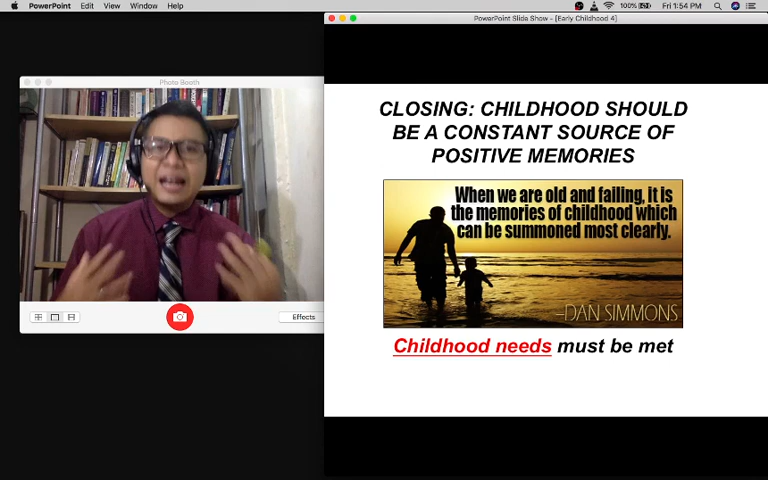 PowerPoint Edit View Window Help
100% Fri 1:54 PM
PowerPoint Slide Show - [Early Childhood 4]
Photo Booth
CLOSING: CHILDHOOD SHOULD
BE A CONSTANT SOURCE OF
POSITIVE MEMORIES
When we are old and failing, it is
the memories of childhood which
can be summoned most clearly.
–DAN SIMMONS
Childhood needs must be met
Effects